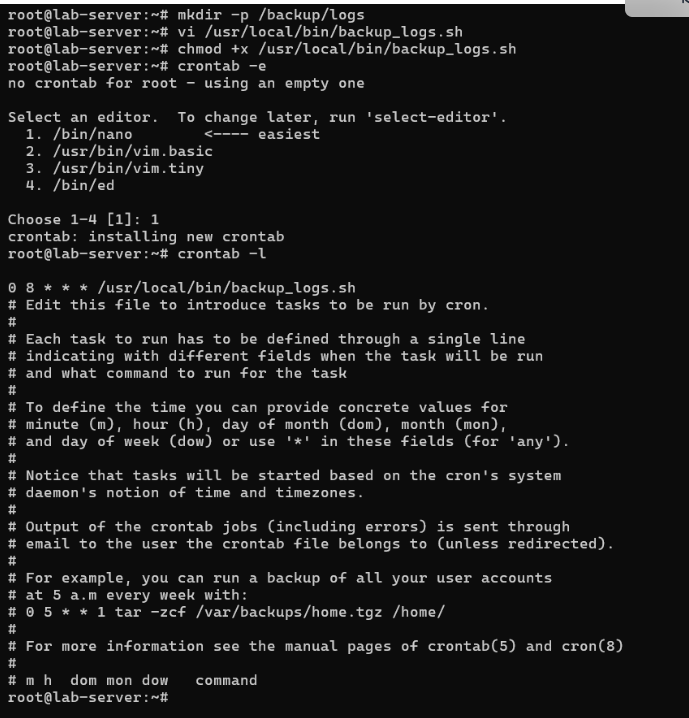 root@lab-server:~# mkdir -p /backup/logs
root@lab-server:~# vi /usr/local/bin/backup_logs.sh
root@lab-server:~# chmod +x /usr/local/bin/backup_logs.sh
root@lab-server:~# crontab -e
no crontab for root - using an empty one

Select an editor.  To change later, run 'select-editor'.
  1. /bin/nano        <---- easiest
  2. /usr/bin/vim.basic
  3. /usr/bin/vim.tiny
  4. /bin/ed

Choose 1-4 [1]: 1
crontab: installing new crontab
root@lab-server:~# crontab -l

0 8 * * * /usr/local/bin/backup_logs.sh
# Edit this file to introduce tasks to be run by cron.
#
# Each task to run has to be defined through a single line
# indicating with different fields when the task will be run
# and what command to run for the task
#
# To define the time you can provide concrete values for
# minute (m), hour (h), day of month (dom), month (mon),
# and day of week (dow) or use '*' in these fields (for 'any').
#
# Notice that tasks will be started based on the cron's system
# daemon's notion of time and timezones.
#
# Output of the crontab jobs (including errors) is sent through
# email to the user the crontab file belongs to (unless redirected).
#
# For example, you can run a backup of all your user accounts
# at 5 a.m every week with:
# 0 5 * * 1 tar -zcf /var/backups/home.tgz /home/
#
# For more information see the manual pages of crontab(5) and cron(8)
#
# m h  dom mon dow   command
root@lab-server:~#